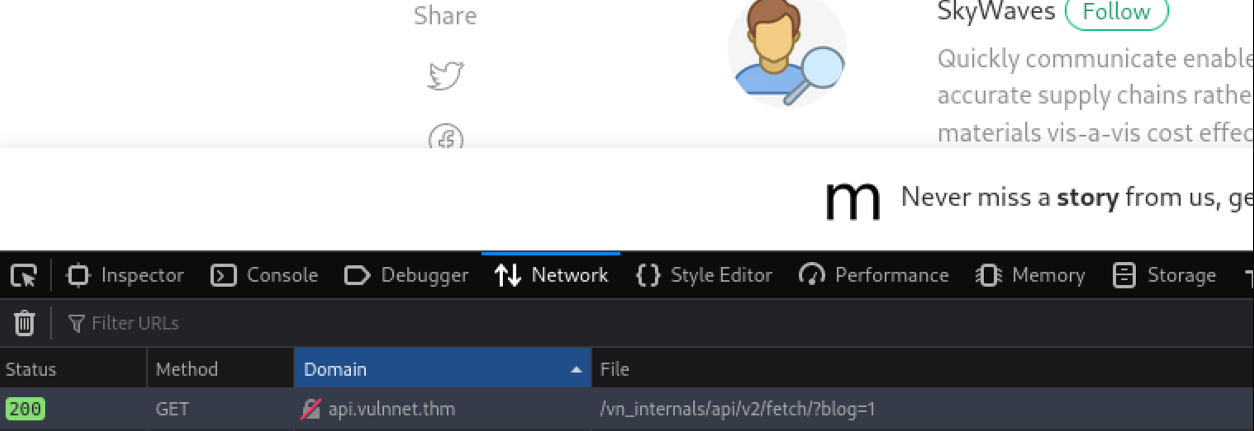 Share
SkyWaves Follow
Quickly communicate enable
accurate supply chains rathe
materials vis-a-vis cost effec
m Never miss a story from us, ge
Inspector Console Debugger Network Style Editor Performance Memory Storage
Filter URLs
Status Method Domain File
200 GET api.vulnnet.thm /vn_internals/api/v2/fetch/?blog=1